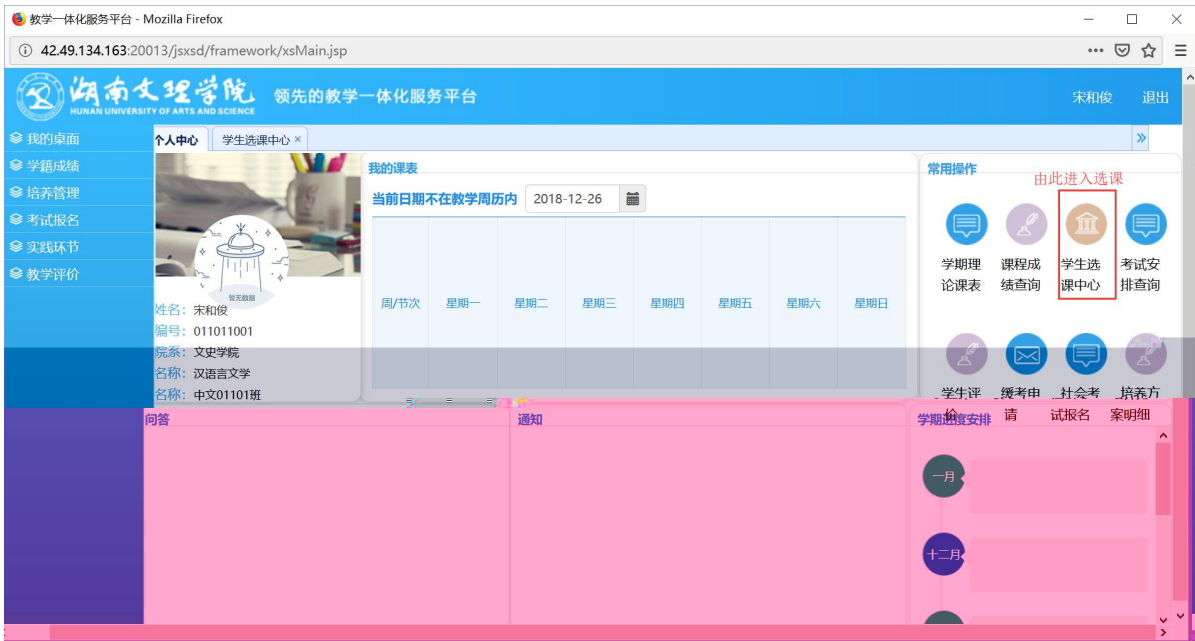 教学一体化服务平台 - Mozilla Firefox
42.49.134.163:20013/jsxsd/framework/xsMain.jsp
湖南文理学院
HUNAN UNIVERSITY OF ARTS AND SCIENCE
领先的教学一体化服务平台
宋和俊 退出
我的桌面
学籍成绩
培养管理
考试报名
实践环节
教学评价
个人中心 学生选课中心 ×
暂无数据
姓名：宋和俊
编号：011011001
院系：文史学院
名称：汉语言文学
名称：中文01101班
我的课表
当前日期不在教学周历内 2018-12-26
周/节次 星期一 星期二 星期三 星期四 星期五 星期六 星期日
常用操作
由此进入选课
学期理论课表
课程成绩查询
学生选课中心
考试安排查询
学生评价
缓考申请
社会考试报名
培养方案明细
问答
通知
学期进度安排
一月
十二月